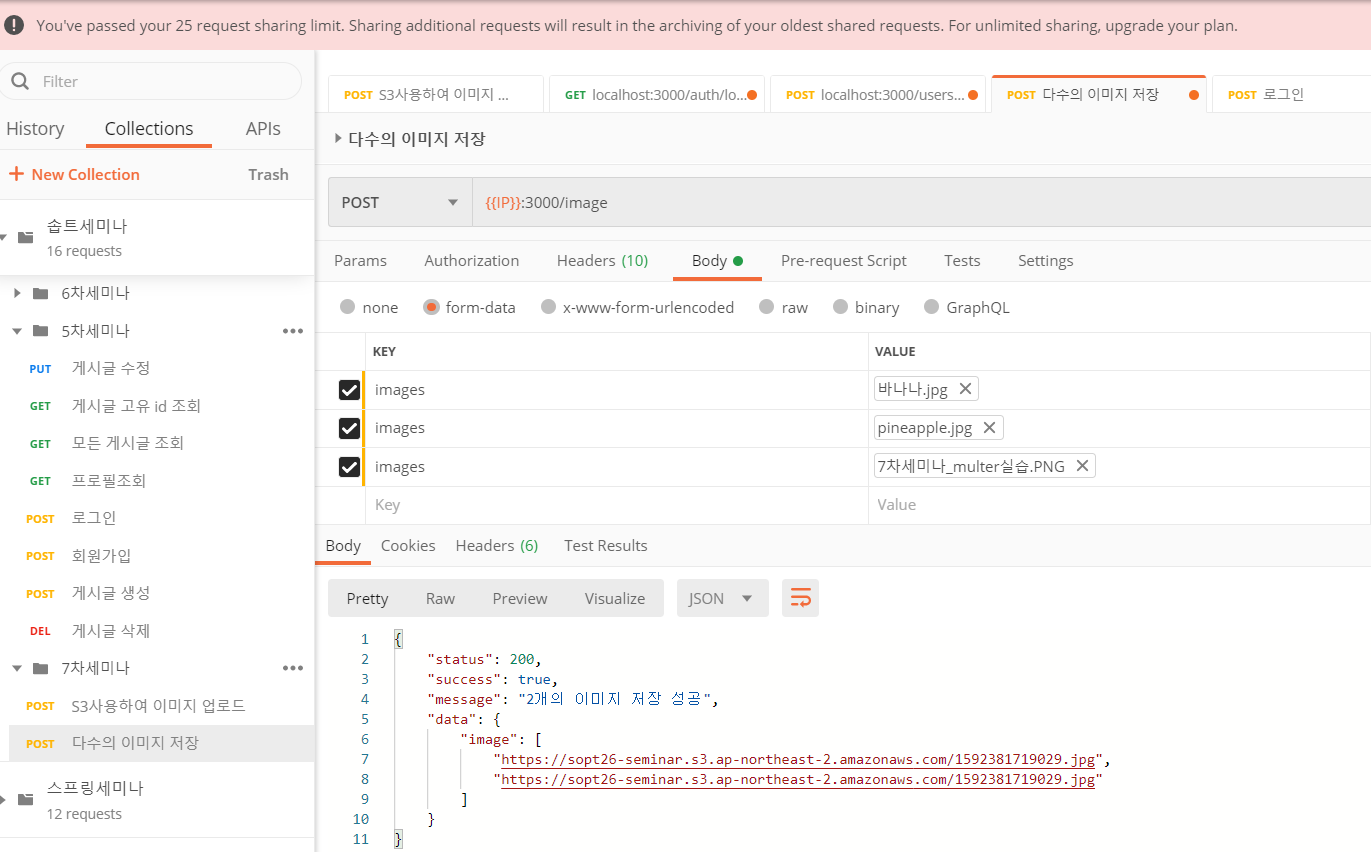 You've passed your 25 request sharing limit. Sharing additional requests will result in the archiving of your oldest shared requests. For unlimited sharing, upgrade your plan.
Filter
History Collections APIs
+ New Collection Trash
솝트세미나
16 requests
6차세미나
5차세미나
PUT 게시글 수정
GET 게시글 고유 id 조회
GET 모든 게시글 조회
GET 프로필조회
POST 로그인
POST 회원가입
POST 게시글 생성
DEL 게시글 삭제
7차세미나
POST S3사용하여 이미지 업로드
POST 다수의 이미지 저장
스프링세미나
12 requests
POST S3사용하여 이미지 ... GET localhost:3000/auth/lo... POST localhost:3000/users... POST 다수의 이미지 저장 POST 로그인
다수의 이미지 저장
POST {{IP}}:3000/image
Params Authorization Headers (10) Body Pre-request Script Tests Settings
none form-data x-www-form-urlencoded raw binary GraphQL
KEY VALUE
images 바나나.jpg
images pineapple.jpg
images 7차세미나_multer실습.PNG
Key Value
Body Cookies Headers (6) Test Results
Pretty Raw Preview Visualize JSON
1 {
2 "status": 200,
3 "success": true,
4 "message": "2개의 이미지 저장 성공",
5 "data": {
6 "image": [
7 "https://sopt26-seminar.s3.ap-northeast-2.amazonaws.com/1592381719029.jpg",
8 "https://sopt26-seminar.s3.ap-northeast-2.amazonaws.com/1592381719029.jpg"
9 ]
10 }
11 }